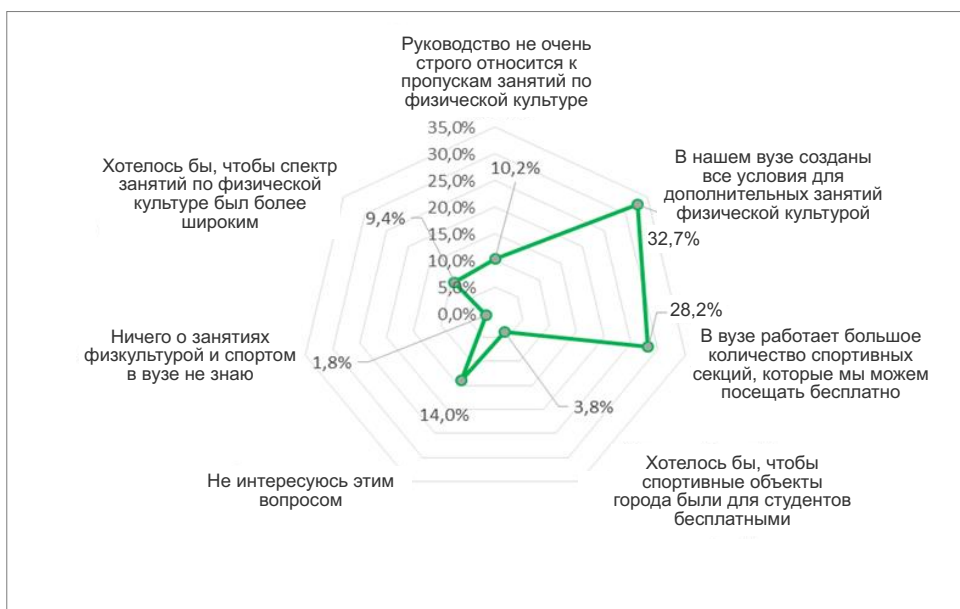 Руководство не очень
строго относится к
пропускам занятий по
физической культуре
35,0%
30,0%
25,0%
20,0%
15,0%
10,0%
5,0%
0,0%
10,2%
В нашем вузе созданы
все условия для
дополнительных занятий
физической культурой
32,7%
28,2%
В вузе работает большое
количество спортивных
секций, которые мы можем
посещать бесплатно
3,8%
Хотелось бы, чтобы
спортивные объекты
города были для студентов
бесплатными
14,0%
Не интересуюсь этим
вопросом
1,8%
Ничего о занятиях
физкультурой и спортом
в вузе не знаю
9,4%
Хотелось бы, чтобы спектр
занятий по физической
культуре был более
широким